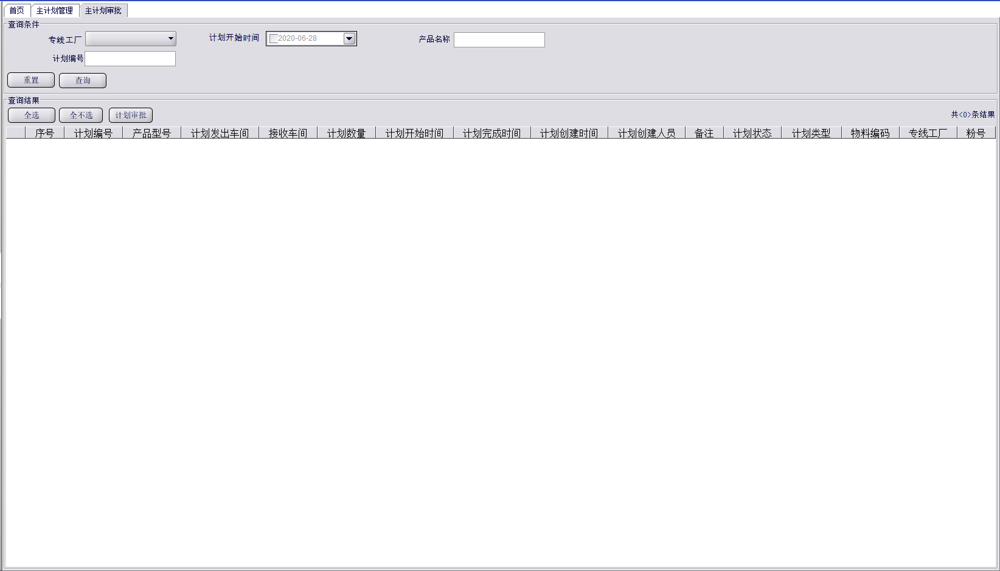 首页 主计划管理 主计划审批
查询条件
专线工厂 计划开始时间 2020-06-28 产品名称
计划编号
重置 查询
查询结果
全选 全不选 计划审批 共<0>条结果
序号 计划编号 产品型号 计划发出车间 接收车间 计划数量 计划开始时间 计划完成时间 计划创建时间 计划创建人员 备注 计划状态 计划类型 物料编码 专线工厂 粉号